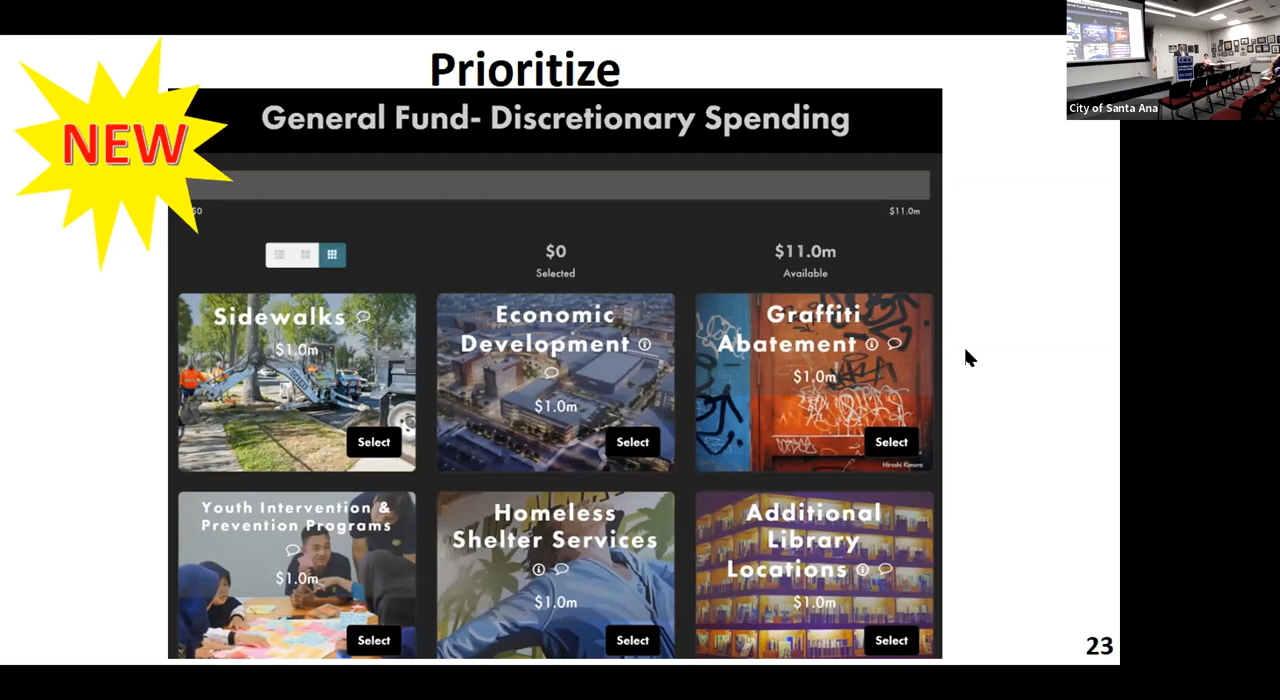 Prioritize
NEW
General Fund- Discretionary Spending
$0
$11.0m
$0
$11.0m
Selected
Available
Sidewalks
$1.0m
Select
Economic
Development
$1.0m
Select
Graffiti
Abatement
$1.0m
Select
Hiroshi Kimura
Youth Intervention &
Prevention Programs
$1.0m
Select
Homeless
Shelter Services
$1.0m
Select
Additional
Library
Locations
$1.0m
Select
23
City of Santa Ana